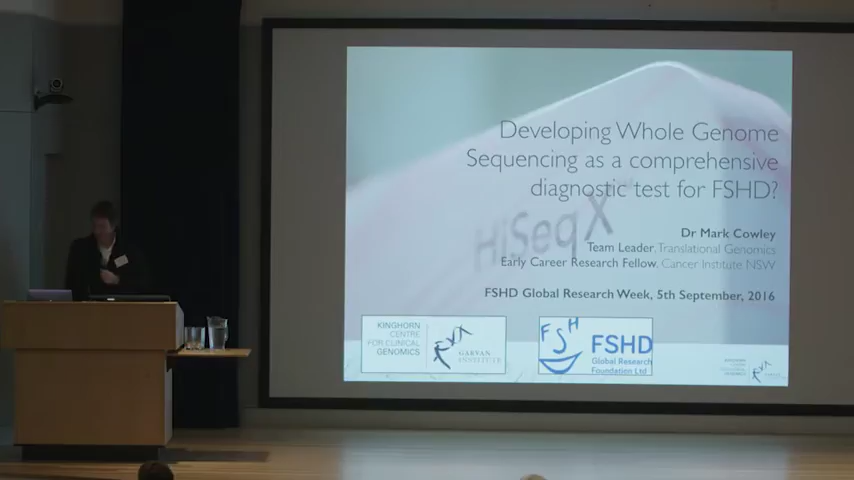 Developing Whole Genome
Sequencing as a comprehensive
diagnostic test for FSHD?
HiSeqX
Dr Mark Cowley
Team Leader, Translational Genomics
Early Career Research Fellow, Cancer Institute NSW
FSHD Global Research Week, 5th September, 2016
KINGHORN
CENTRE
FOR CLINICAL
GENOMICS
GARVAN
INSTITUTE
FSH
FSHD
Global Research
Foundation Ltd